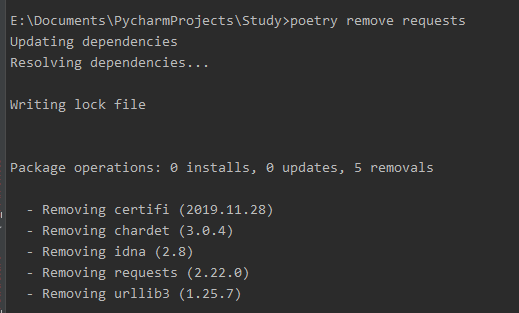 E:\Documents\PycharmProjects\Study>poetry remove requests
Updating dependencies
Resolving dependencies...
Writing lock file
Package operations: 0 installs, 0 updates, 5 removals
- Removing certifi (2019.11.28)
- Removing chardet (3.0.4)
- Removing idna (2.8)
- Removing requests (2.22.0)
- Removing urllib3 (1.25.7)